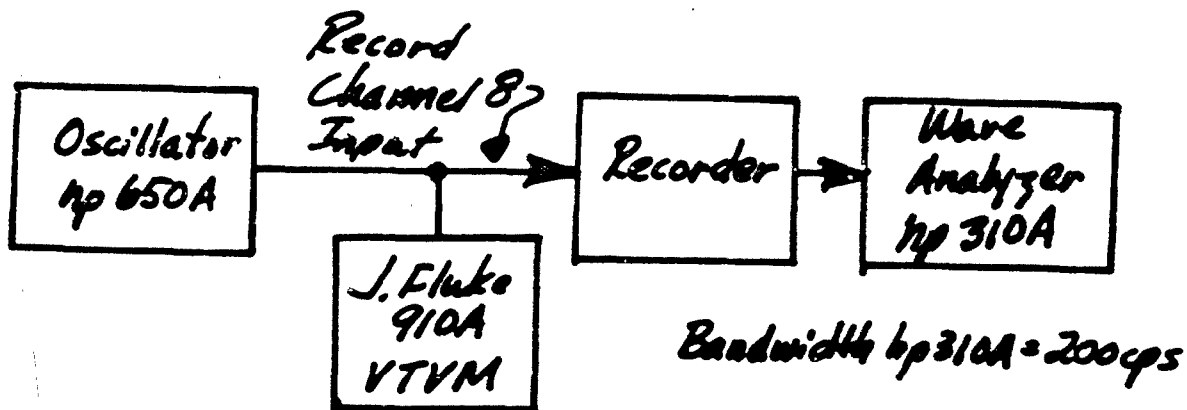 Record
Channel 8
Input
Oscillator
hp 650A
Recorder
Wave
Analyzer
hp 310A
J. Fluke
910A
VTVM
Bandwidth hp310A = 200cps